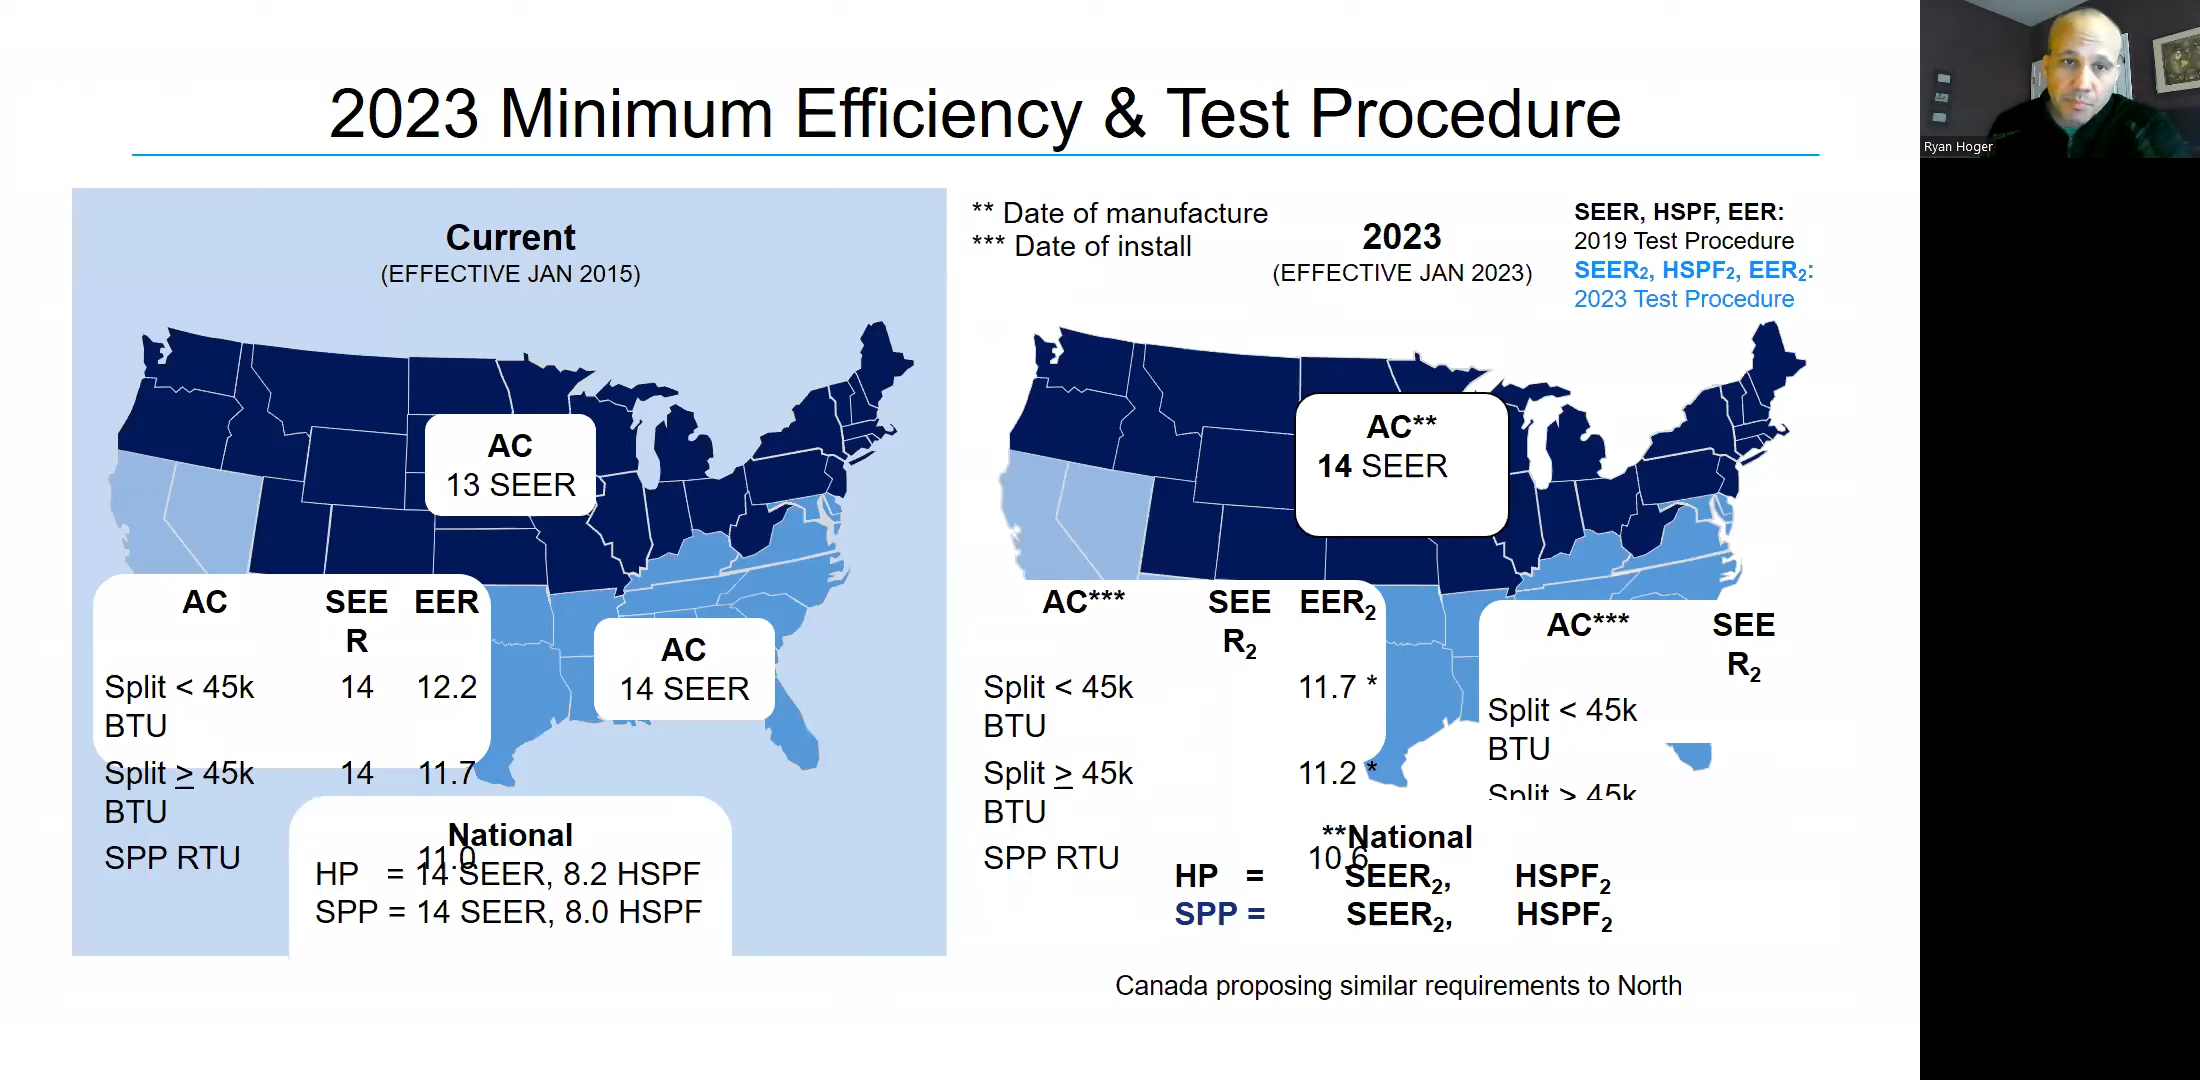 2023 Minimum Efficiency & Test Procedure
Ryan Hoger
Current
(EFFECTIVE JAN 2015)
AC
13 SEER
AC
14 SEER
AC SEE EER
R
Split < 45k 14 12.2
BTU
Split ≥ 45k 14 11.7
BTU
SPP RTU 11.0
National
HP = 14 SEER, 8.2 HSPF
SPP = 14 SEER, 8.0 HSPF
** Date of manufacture
*** Date of install
2023
(EFFECTIVE JAN 2023)
SEER, HSPF, EER:
2019 Test Procedure
SEER₂, HSPF₂, EER₂:
2023 Test Procedure
AC**
14 SEER
AC*** SEE EER₂
R₂
Split < 45k 11.7 *
BTU
Split ≥ 45k 11.2 *
BTU
SPP RTU 10.6
AC*** SEE
R₂
Split < 45k
BTU
Split > 45k
**National
HP = SEER₂, HSPF₂
SPP = SEER₂, HSPF₂
Canada proposing similar requirements to North